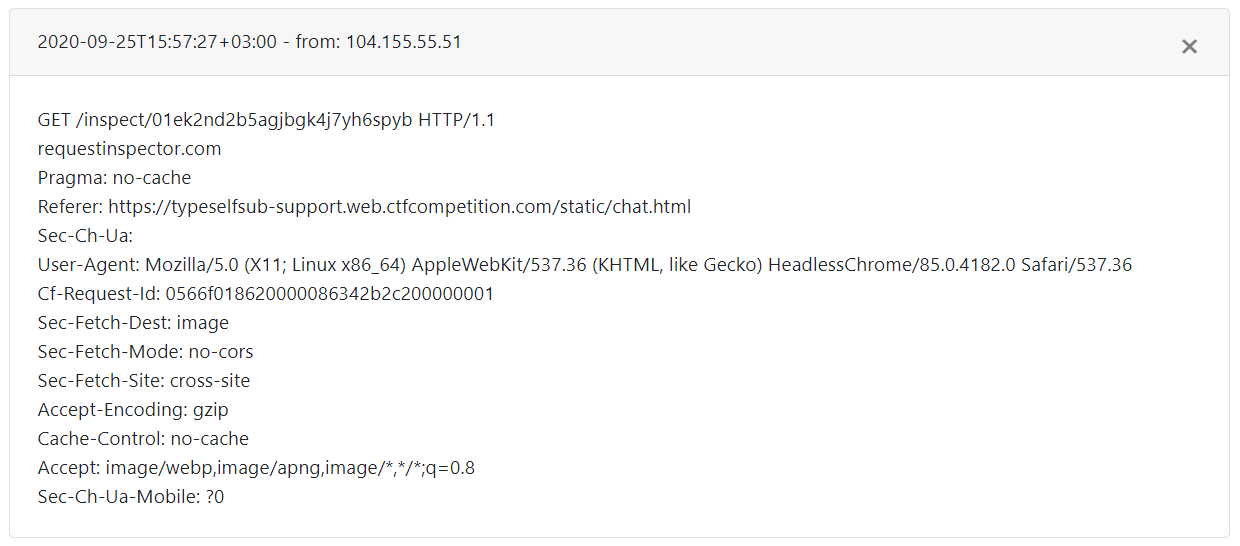 2020-09-25T15:57:27+03:00 - from: 104.155.55.51
×
GET /inspect/01ek2nd2b5agjbgk4j7yh6spyb HTTP/1.1
requestinspector.com
Pragma: no-cache
Referer: https://typeselfsub-support.web.ctfcompetition.com/static/chat.html
Sec-Ch-Ua:
User-Agent: Mozilla/5.0 (X11; Linux x86_64) AppleWebKit/537.36 (KHTML, like Gecko) HeadlessChrome/85.0.4182.0 Safari/537.36
Cf-Request-Id: 0566f018620000086342b2c200000001
Sec-Fetch-Dest: image
Sec-Fetch-Mode: no-cors
Sec-Fetch-Site: cross-site
Accept-Encoding: gzip
Cache-Control: no-cache
Accept: image/webp,image/apng,image/*,*/*;q=0.8
Sec-Ch-Ua-Mobile: ?0